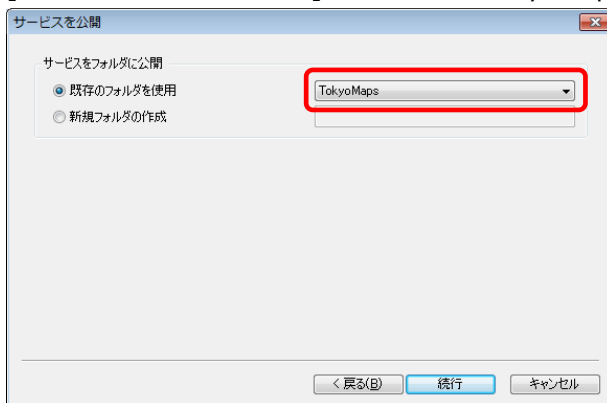 サービスを公開
サービスをフォルダに公開
既存のフォルダを使用
TokyoMaps
新規フォルダの作成
< 戻る(B)
続行
キャンセル